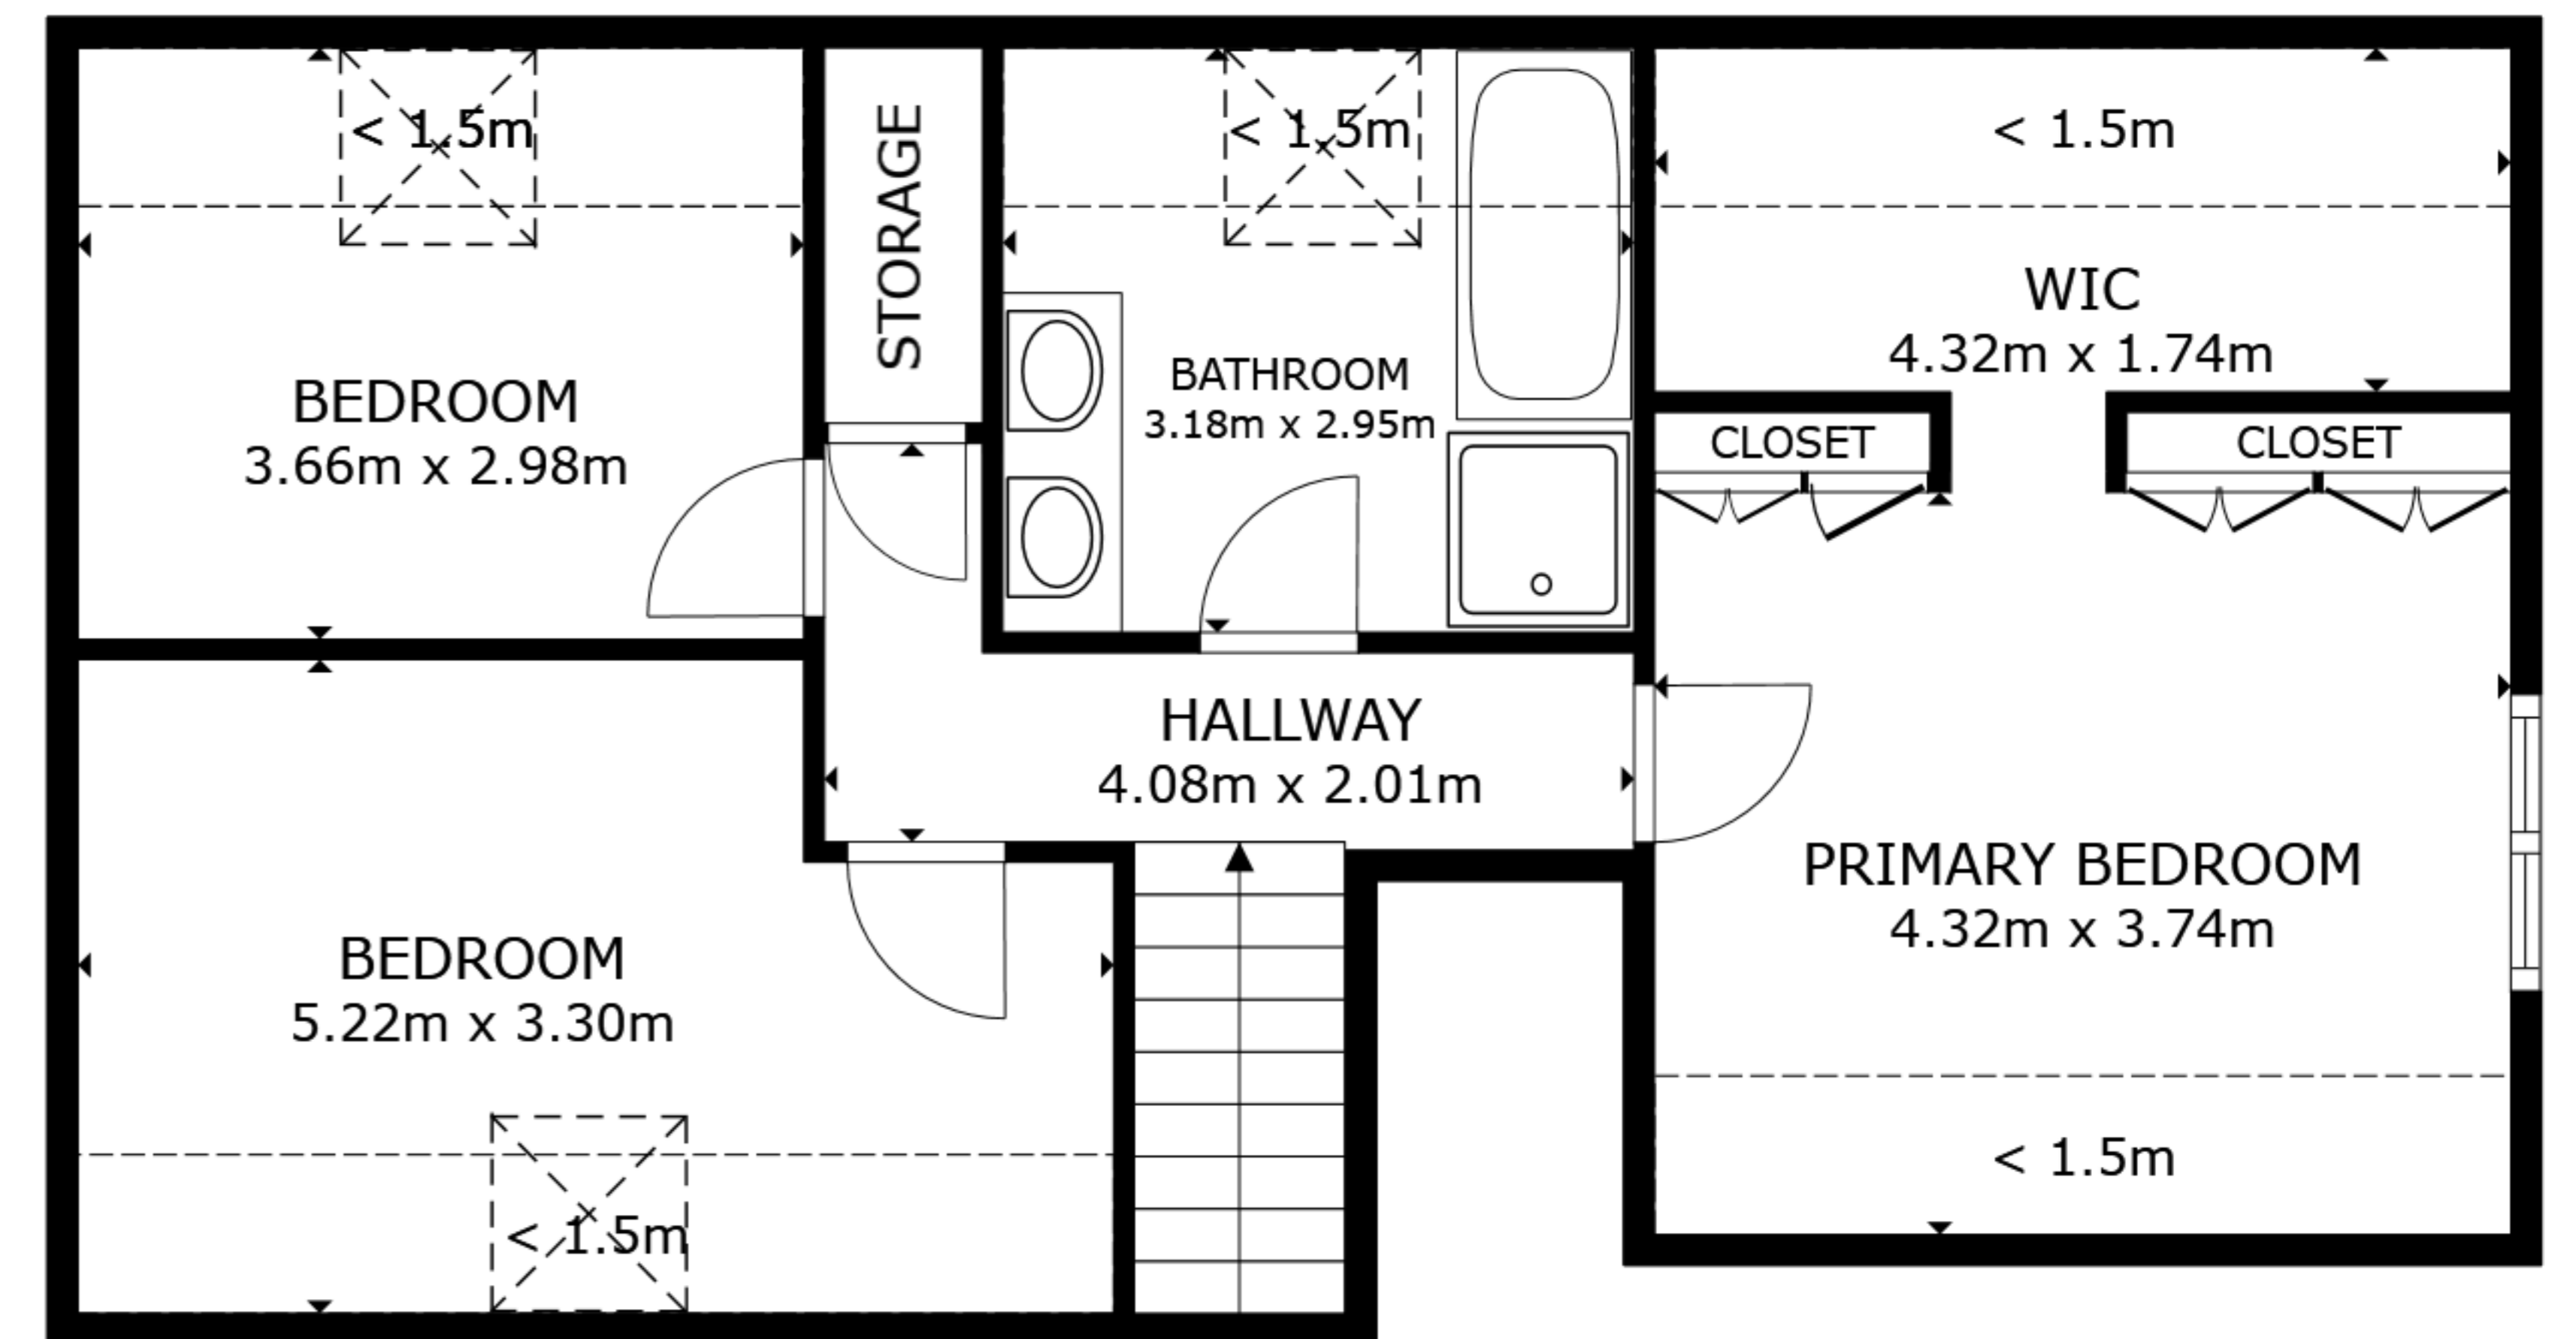 < 1.5m
BEDROOM
3.66m x 2.98m
STORAGE
< 1.5m
BATHROOM
3.18m x 2.95m
< 1.5m
WIC
4.32m x 1.74m
CLOSET
CLOSET
HALLWAY
4.08m x 2.01m
BEDROOM
5.22m x 3.30m
< 1.5m
PRIMARY BEDROOM
4.32m x 3.74m
< 1.5m